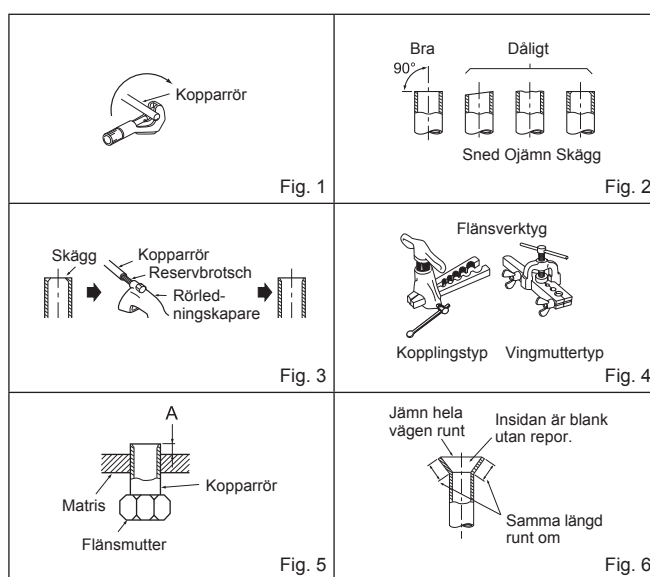 Kopparrör
Fig. 1
Bra
Dåligt
90°
Sned Ojämn Skägg
Fig. 2
Skägg
Kopparrör
Reservbrotsch
Rörled-
ningskapare
Fig. 3
Flänsverktyg
Kopplingstyp
Vingmuttertyp
Fig. 4
A
Matris
Kopparrör
Flänsmutter
Fig. 5
Jämn hela
vägen runt
Insidan är blank
utan repor.
Samma längd
runt om
Fig. 6